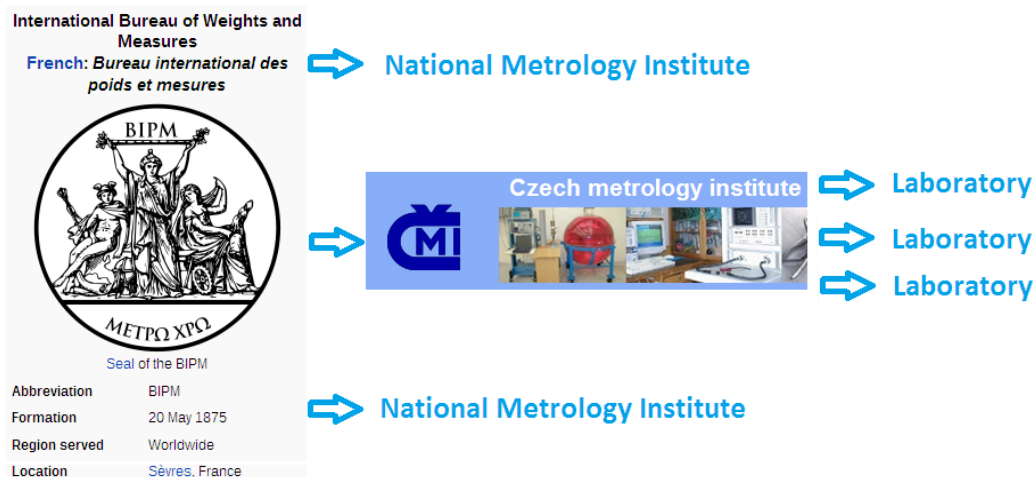 International Bureau of Weights and
Measures
French: Bureau international des
poids et mesures
BIPM
ΜΕΤΡΩ ΧΡΩ
Seal of the BIPM
Abbreviation BIPM
Formation 20 May 1875
Region served Worldwide
Location Sèvres, France
National Metrology Institute
Czech metrology institute
ČMI
Laboratory
Laboratory
Laboratory
National Metrology Institute